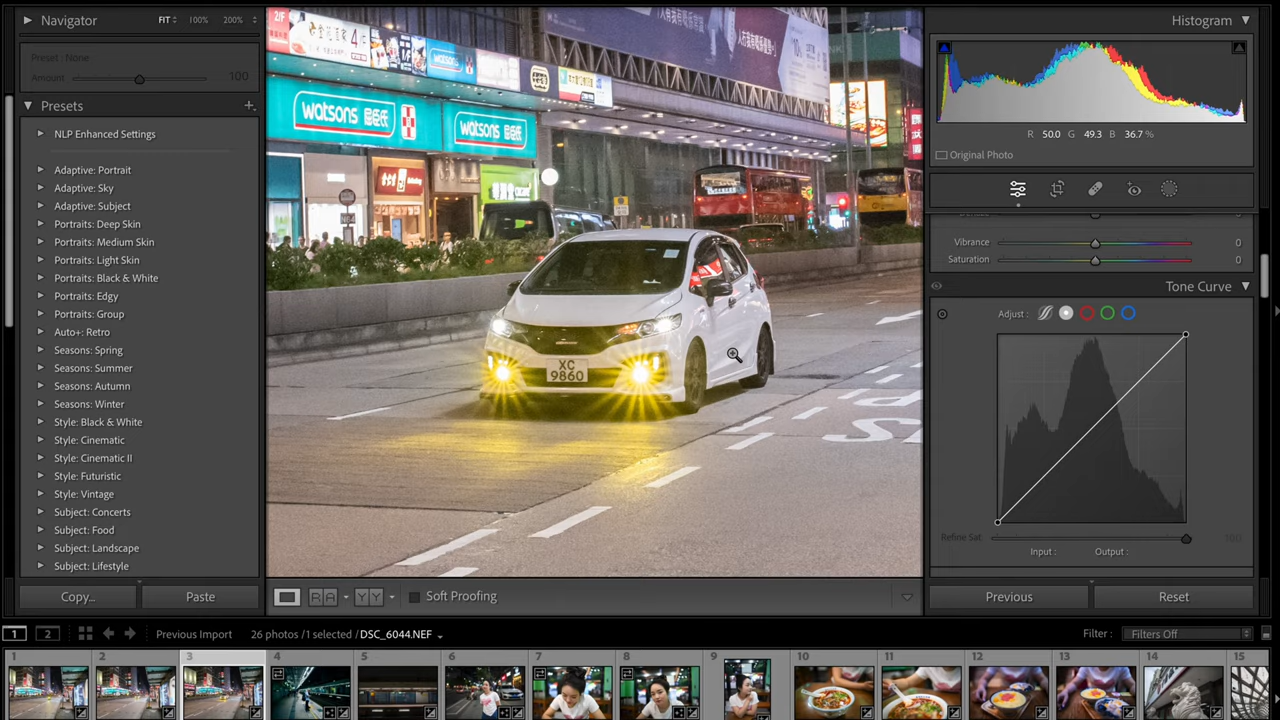 Navigator
FIT
100%
200%
Histogram
Preset : None
Amount
100
Presets
+
NLP Enhanced Settings
Adaptive: Portrait
Adaptive: Sky
Adaptive: Subject
Portraits: Deep Skin
Portraits: Medium Skin
Portraits: Light Skin
Portraits: Black & White
Portraits: Edgy
Portraits: Group
Auto+: Retro
Seasons: Spring
Seasons: Summer
Seasons: Autumn
Seasons: Winter
Style: Black & White
Style: Cinematic
Style: Cinematic II
Style: Futuristic
Style: Vintage
Subject: Concerts
Subject: Food
Subject: Landscape
Subject: Lifestyle
Copy...
Paste
2/F
watsons 屈臣氏
watsons 屈臣氏
watsons
XC
9860
R 50.0 G 49.3 B 36.7 %
Original Photo
Vibrance
0
Saturation
0
Tone Curve
Adjust :
Refine Sat.
100
Input :
Output :
Previous
Reset
R A
Y Y
Soft Proofing
1
2
Previous Import
26 photos / 1 selected / DSC_6044.NEF
Filter :
Filters Off
1
2
3
4
5
6
7
8
9
10
11
12
13
14
15